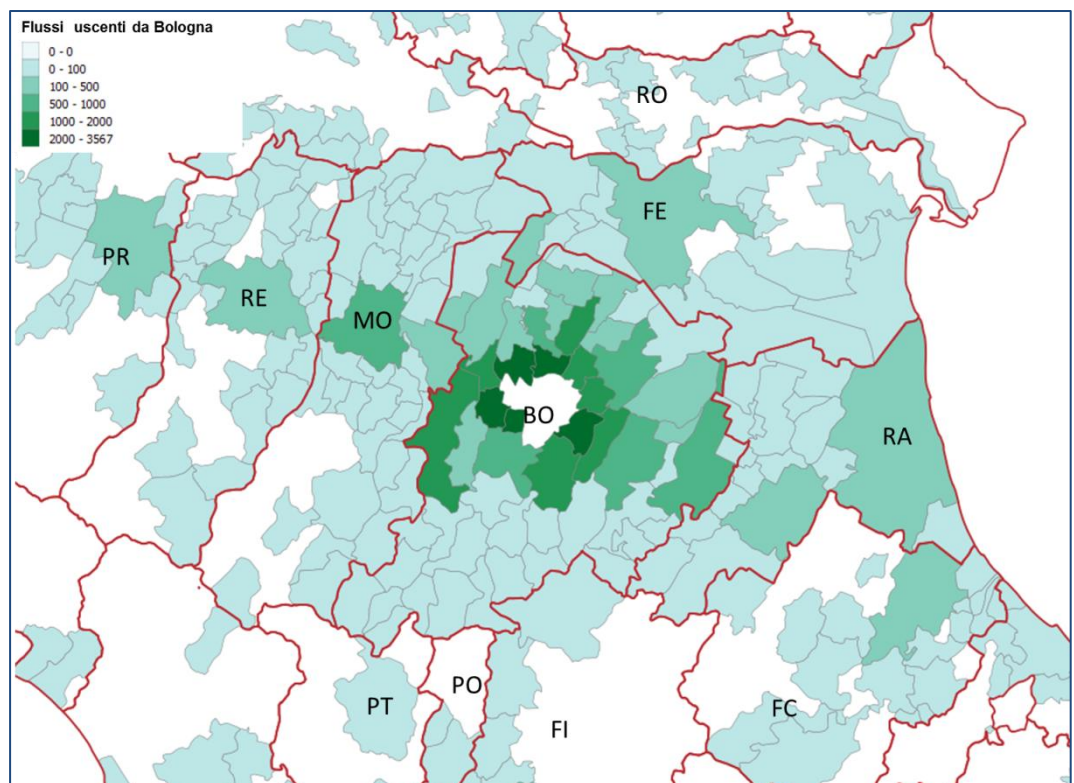 Flussi uscenti da Bologna
0 - 0
0 - 100
100 - 500
500 - 1000
1000 - 2000
2000 - 3567
RO
FE
PR
RE
MO
BO
RA
PO
PT
FC
FI